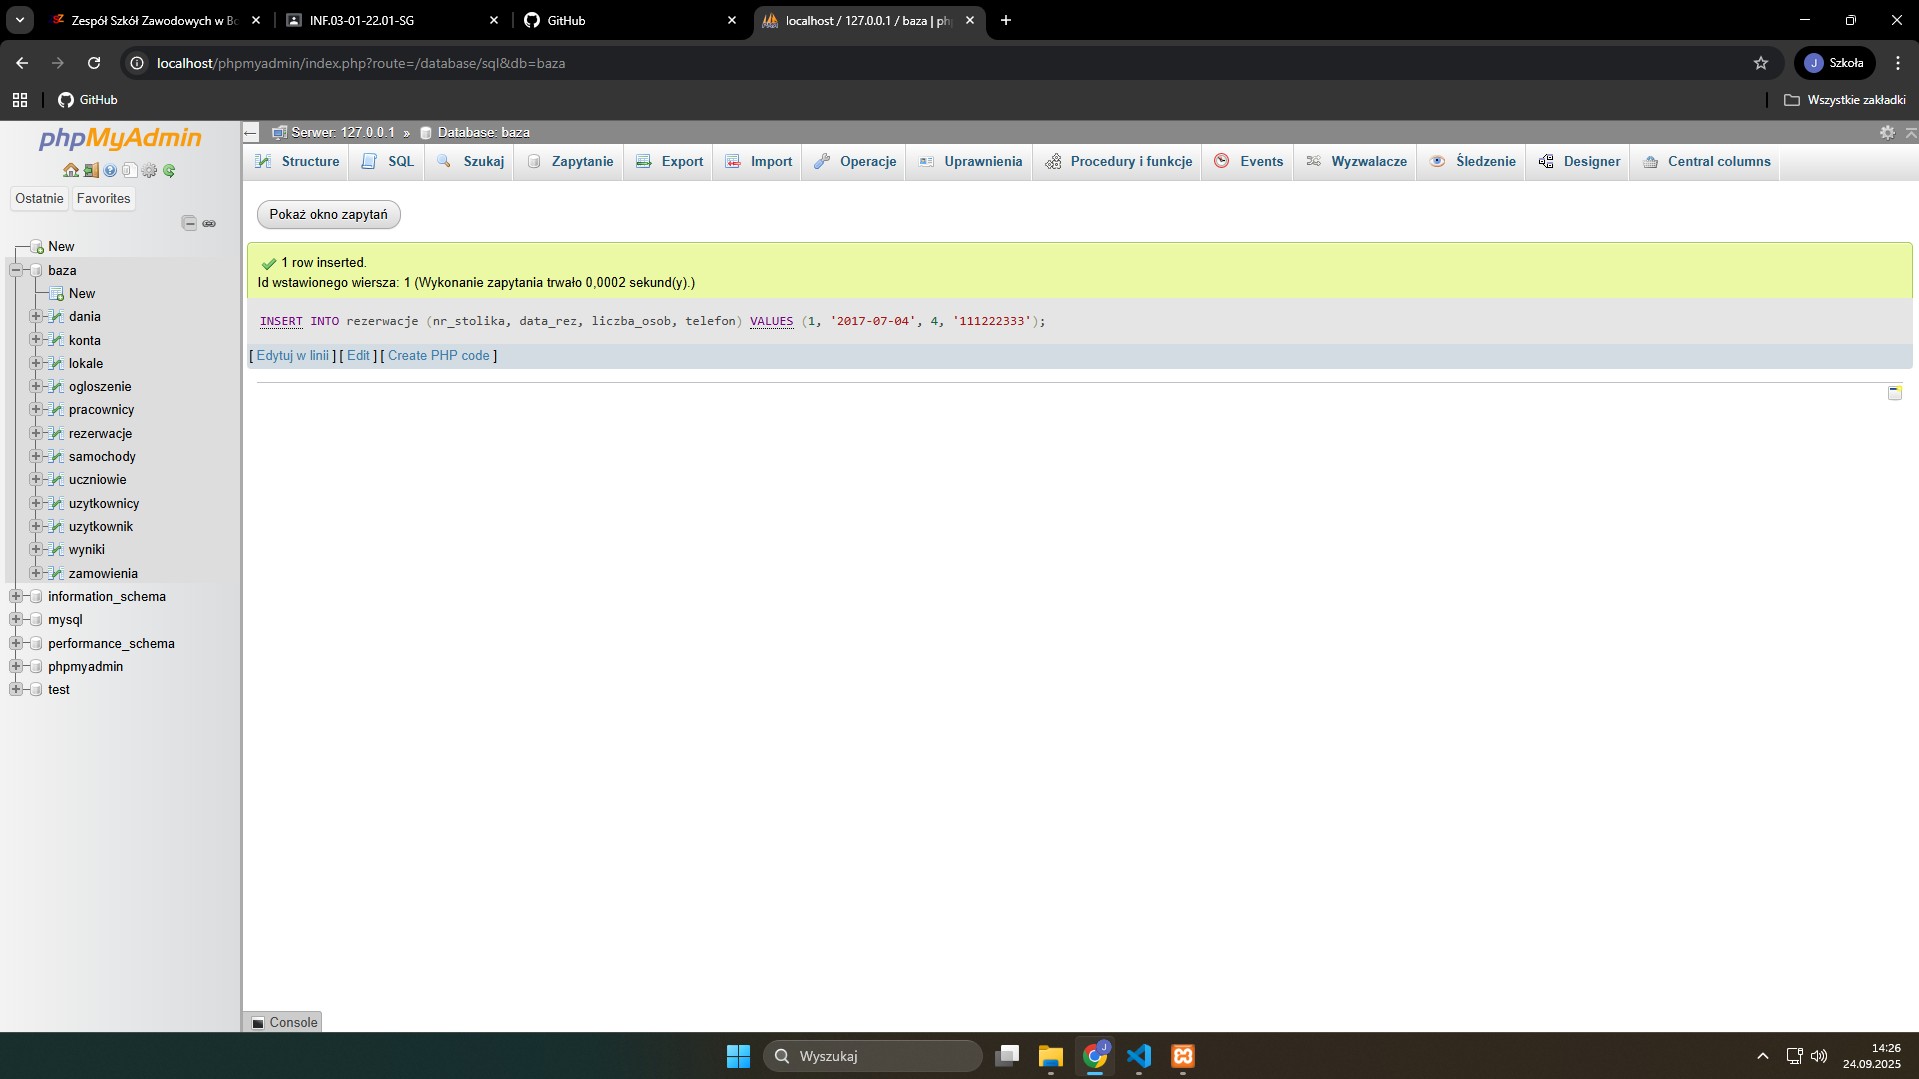 Zespół Szkół Zawodowych w Bo
INF.03-01-22.01-SG
GitHub
localhost / 127.0.0.1 / baza | ph
localhost/phpmyadmin/index.php?route=/database/sql&db=baza
J Szkoła
GitHub
Wszystkie zakładki
phpMyAdmin
Ostatnie Favorites
New
baza
New
dania
konta
lokale
ogloszenie
pracownicy
rezerwacje
samochody
uczniowie
uzytkownicy
uzytkownik
wyniki
zamowienia
information_schema
mysql
performance_schema
phpmyadmin
test
Serwer: 127.0.0.1 » Database: baza
Structure SQL Szukaj Zapytanie Export Import Operacje Uprawnienia Procedury i funkcje Events Wyzwalacze Śledzenie Designer Central columns
Pokaż okno zapytań
1 row inserted.
Id wstawionego wiersza: 1 (Wykonanie zapytania trwało 0,0002 sekund(y).)
INSERT INTO rezerwacje (nr_stolika, data_rez, liczba_osob, telefon) VALUES (1, '2017-07-04', 4, '111222333');
[ Edytuj w linii ] [ Edit ] [ Create PHP code ]
Console
Wyszukaj
J
14:26
24.09.2025